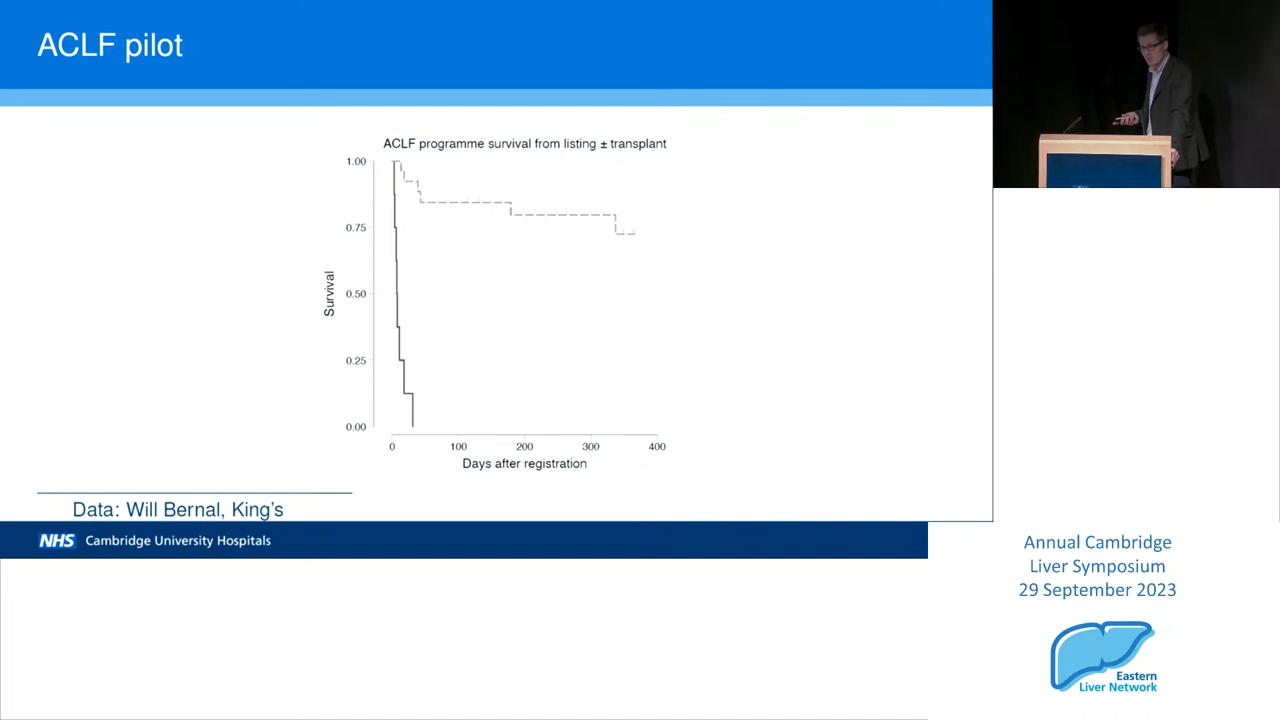 ACLF pilot
ACLF programme survival from listing ± transplant
1.00
0.75
0.50
0.25
0.00
Survival
0
100
200
300
400
Days after registration
Data: Will Bernal, King's
NHS Cambridge University Hospitals
Annual Cambridge
Liver Symposium
29 September 2023
Eastern
Liver Network